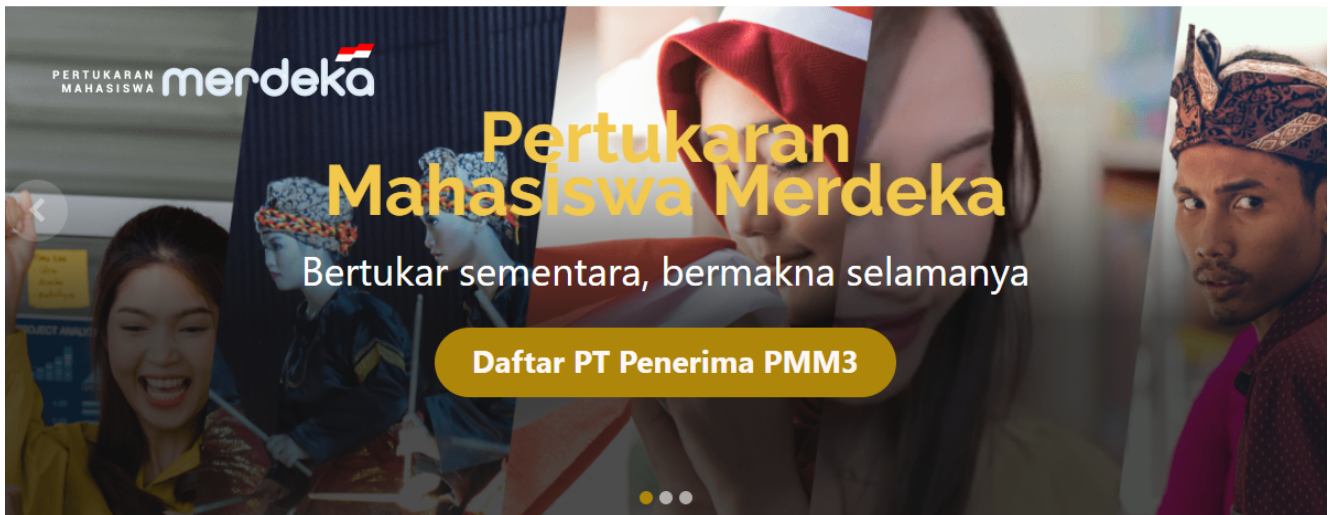 PERTUKARAN
MAHASISWA merdeka
Pertukaran
Mahasiswa Merdeka
Bertukar sementara, bermakna selamanya
Daftar PT Penerima PMM3